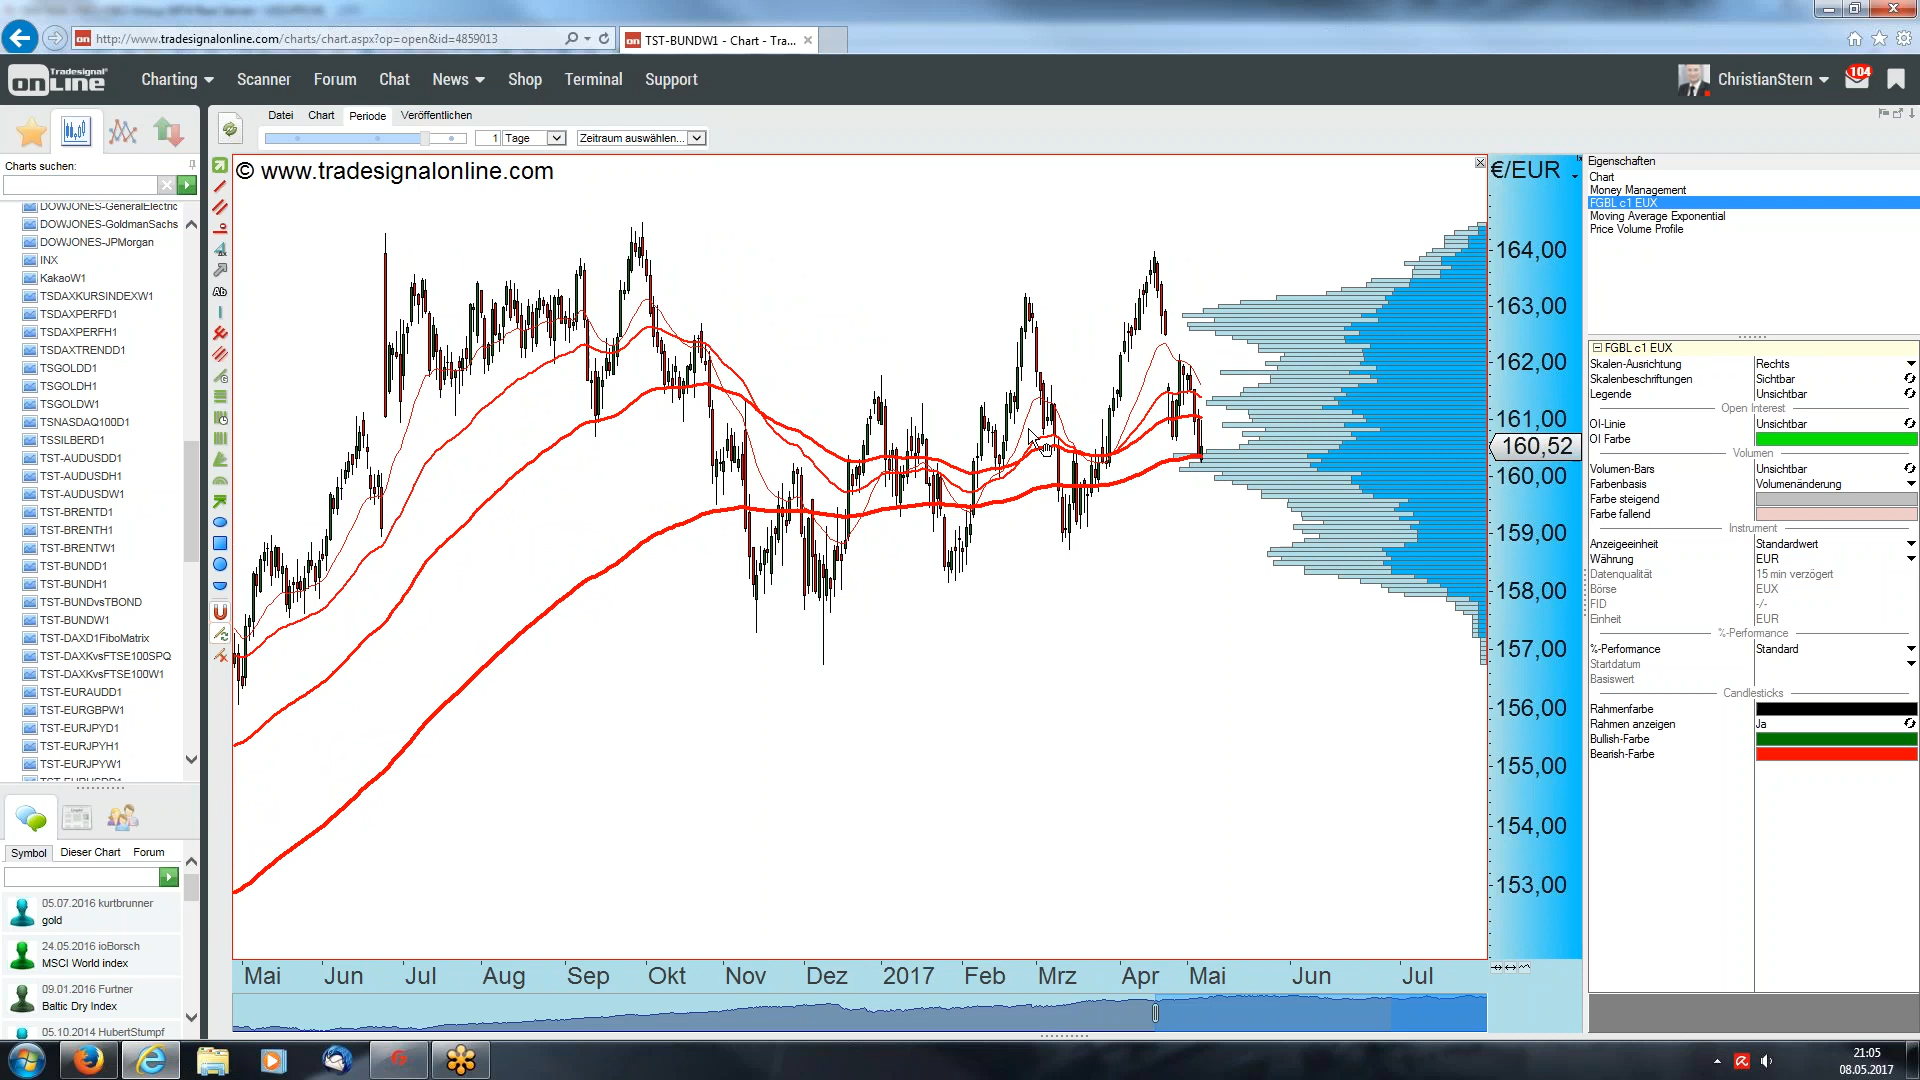 http://www.tradesignalonline.com/charts/chart.aspx?op=open&id=4859013
TST-BUNDW1 - Chart - Tra...
Tradesignal
onLine
Charting
Scanner
Forum
Chat
News
Shop
Terminal
Support
ChristianStern
104
Datei
Chart
Periode
Veröffentlichen
1
Tage
Zeitraum auswählen...
Charts suchen:
DOWJONES-GeneralElectric
DOWJONES-GoldmanSachs
DOWJONES-JPMorgan
INX
KakaoW1
TSDAXKURSINDEXW1
TSDAXPERFD1
TSDAXPERFH1
TSDAXTRENDD1
TSGOLDD1
TSGOLDH1
TSGOLDW1
TSNASDAQ100D1
TSSILBERD1
TST-AUDUSDD1
TST-AUDUSDH1
TST-AUDUSDW1
TST-BRENTD1
TST-BRENTH1
TST-BRENTW1
TST-BUNDD1
TST-BUNDH1
TST-BUNDvsTBOND
TST-BUNDW1
TST-DAXD1FiboMatrix
TST-DAXKvsFTSE100SPQ
TST-DAXKvsFTSE100W1
TST-EURAUDD1
TST-EURGBPW1
TST-EURJPYD1
TST-EURJPYH1
TST-EURJPYW1
Symbol
Dieser Chart
Forum
05.07.2016 kurtbrunner
gold
24.05.2016 ioBorsch
MSCI World index
09.01.2016 Furtner
Baltic Dry Index
05.10.2014 HubertStumpf
Ab
© www.tradesignalonline.com
€/EUR
164,00
163,00
162,00
161,00
160,52
160,00
159,00
158,00
157,00
156,00
155,00
154,00
153,00
Mai
Jun
Jul
Aug
Sep
Okt
Nov
Dez
2017
Feb
Mrz
Apr
Mai
Jun
Jul
Eigenschaften
Chart
Money Management
FGBL c1 EUX
Moving Average Exponential
Price Volume Profile
FGBL c1 EUX
Skalen-Ausrichtung
Rechts
Skalenbeschriftungen
Sichtbar
Legende
Unsichtbar
Open Interest
OI-Linie
Unsichtbar
OI Farbe
Volumen
Volumen-Bars
Unsichtbar
Farbenbasis
Volumenänderung
Farbe steigend
Farbe fallend
Instrument
Anzeigeeinheit
Standardwert
Währung
EUR
Datenqualität
15 min verzögert
Börse
EUX
FID
-/-
Einheit
EUR
%-Performance
%-Perfomance
Standard
Startdatum
Basiswert
Candlesticks
Rahmenfarbe
Rahmen anzeigen
Ja
Bullish-Farbe
Bearish-Farbe
21:05
08.05.2017